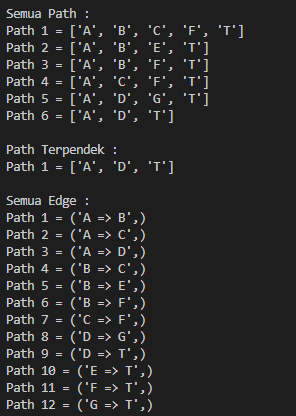 Semua Path :
Path 1 = ['A', 'B', 'C', 'F', 'T']
Path 2 = ['A', 'B', 'E', 'T']
Path 3 = ['A', 'B', 'F', 'T']
Path 4 = ['A', 'C', 'F', 'T']
Path 5 = ['A', 'D', 'G', 'T']
Path 6 = ['A', 'D', 'T']

Path Terpendek :
Path 1 = ['A', 'D', 'T']

Semua Edge :
Path 1 = ('A => B',)
Path 2 = ('A => C',)
Path 3 = ('A => D',)
Path 4 = ('B => C',)
Path 5 = ('B => E',)
Path 6 = ('B => F',)
Path 7 = ('C => F',)
Path 8 = ('D => G',)
Path 9 = ('D => T',)
Path 10 = ('E => T',)
Path 11 = ('F => T',)
Path 12 = ('G => T',)